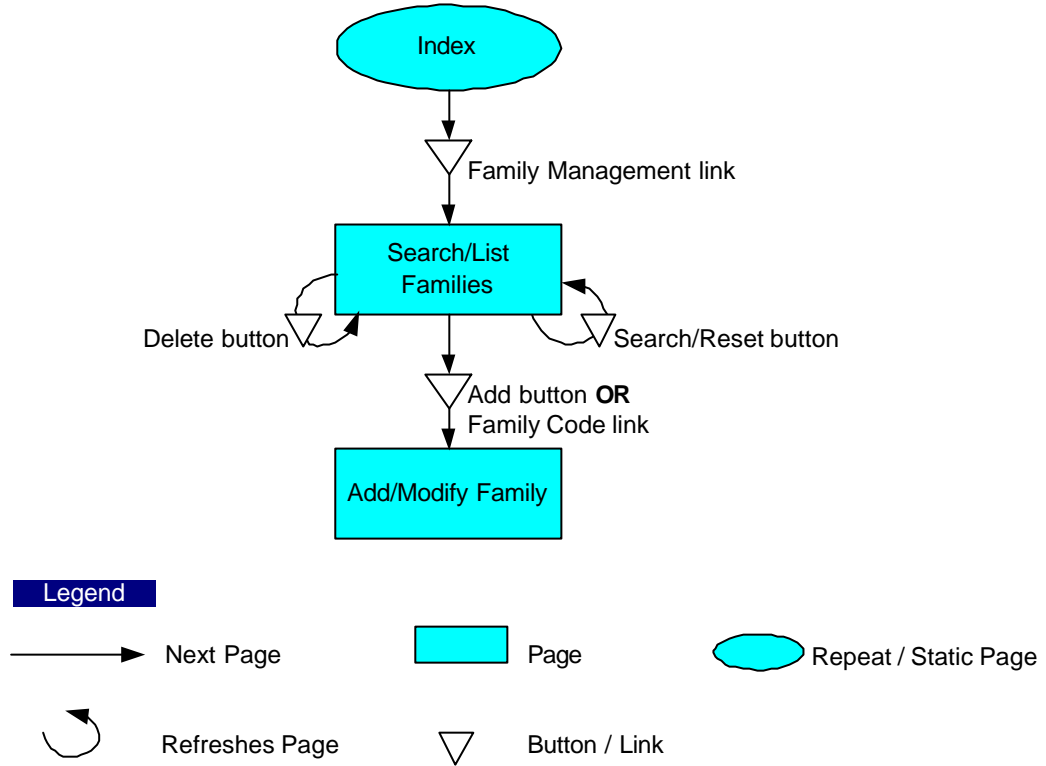 Index
Family Management link
Search/List
Families
Delete button
Search/Reset button
Add button OR
Family Code link
Add/Modify Family
Legend
Next Page
Page
Repeat / Static Page
Refreshes Page
Button / Link